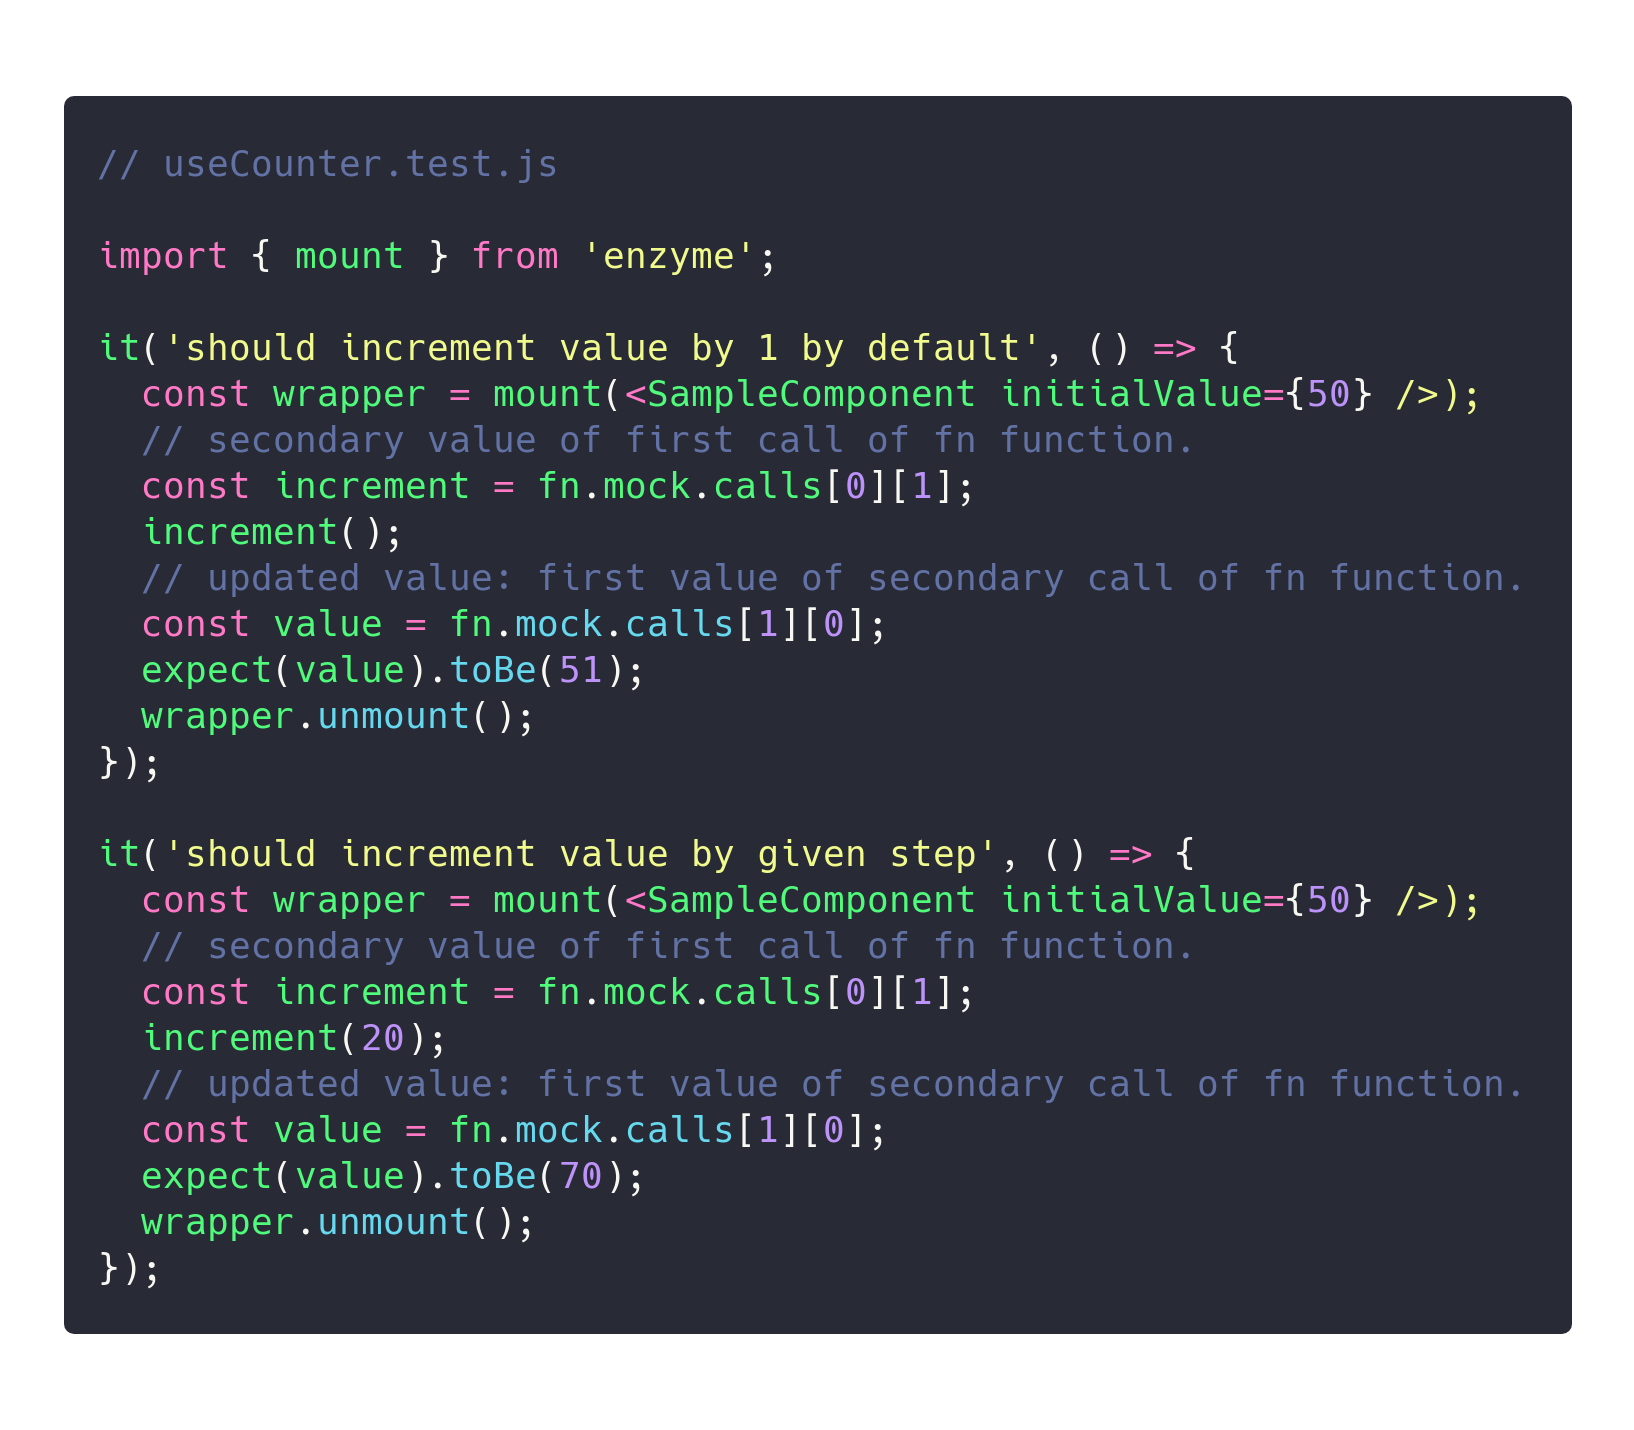 // useCounter.test.js

import { mount } from 'enzyme';

it('should increment value by 1 by default', () => {
  const wrapper = mount(<SampleComponent initialValue={50} />);
  // secondary value of first call of fn function.
  const increment = fn.mock.calls[0][1];
  increment();
  // updated value: first value of secondary call of fn function.
  const value = fn.mock.calls[1][0];
  expect(value).toBe(51);
  wrapper.unmount();
});

it('should increment value by given step', () => {
  const wrapper = mount(<SampleComponent initialValue={50} />);
  // secondary value of first call of fn function.
  const increment = fn.mock.calls[0][1];
  increment(20);
  // updated value: first value of secondary call of fn function.
  const value = fn.mock.calls[1][0];
  expect(value).toBe(70);
  wrapper.unmount();
});